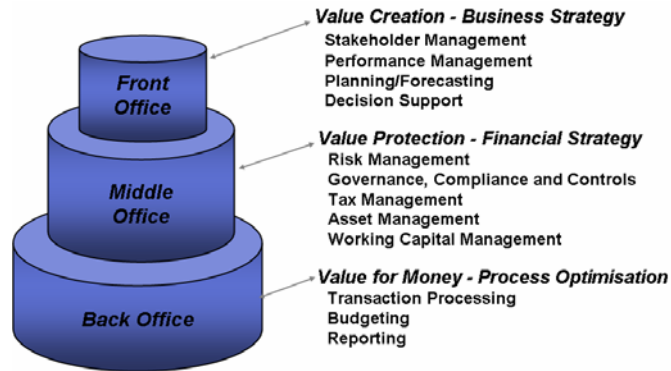 Value Creation - Business Strategy
Stakeholder Management
Performance Management
Planning/Forecasting
Decision Support
Front
Office
Value Protection - Financial Strategy
Risk Management
Governance, Compliance and Controls
Tax Management
Asset Management
Working Capital Management
Middle
Office
Value for Money - Process Optimisation
Transaction Processing
Budgeting
Reporting
Back Office